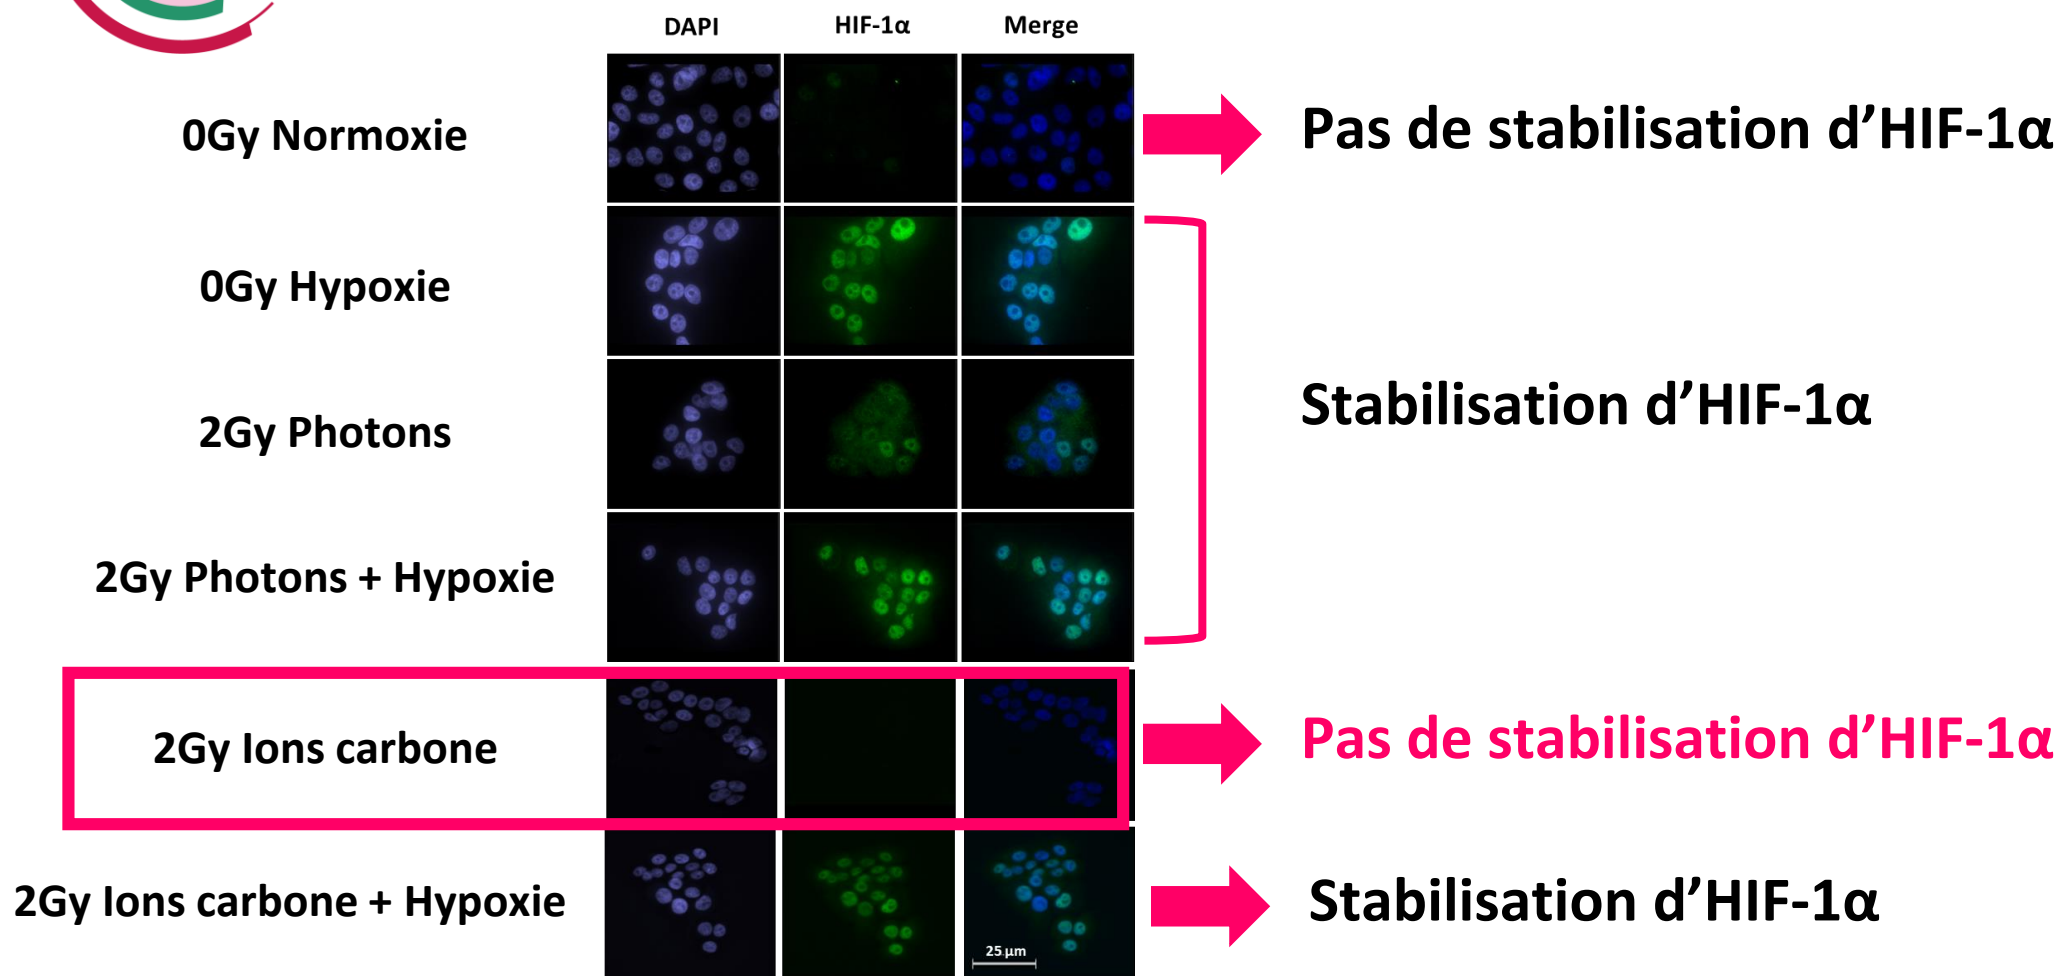 DAPI HIF-1α Merge
0Gy Normoxie
Pas de stabilisation d’HIF-1α
0Gy Hypoxie
Stabilisation d’HIF-1α
2Gy Photons
2Gy Photons + Hypoxie
2Gy Ions carbone
Pas de stabilisation d’HIF-1α
2Gy Ions carbone + Hypoxie
Stabilisation d’HIF-1α
25 µm